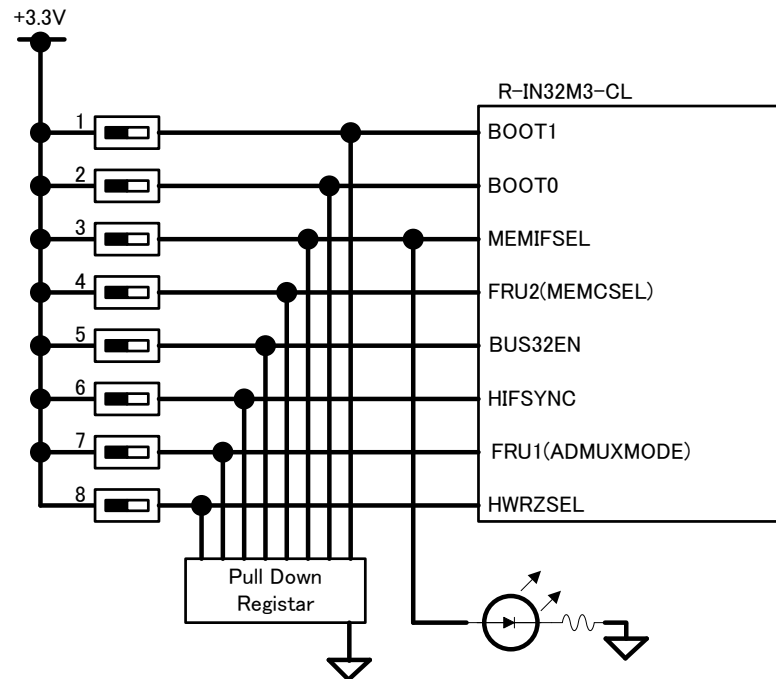 +3.3V
R-IN32M3-CL
1
BOOT1
2
BOOT0
3
MEMIFSEL
4
FRU2(MEMCSEL)
5
BUS32EN
6
HIFSYNC
7
FRU1(ADMUXMODE)
8
HWRZSEL
Pull Down
Registar